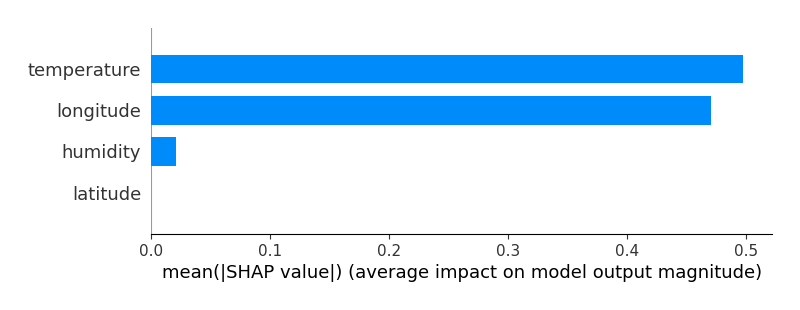 temperature
longitude
humidity
latitude
0.0 0.1 0.2 0.3 0.4 0.5
mean(|SHAP value|) (average impact on model output magnitude)